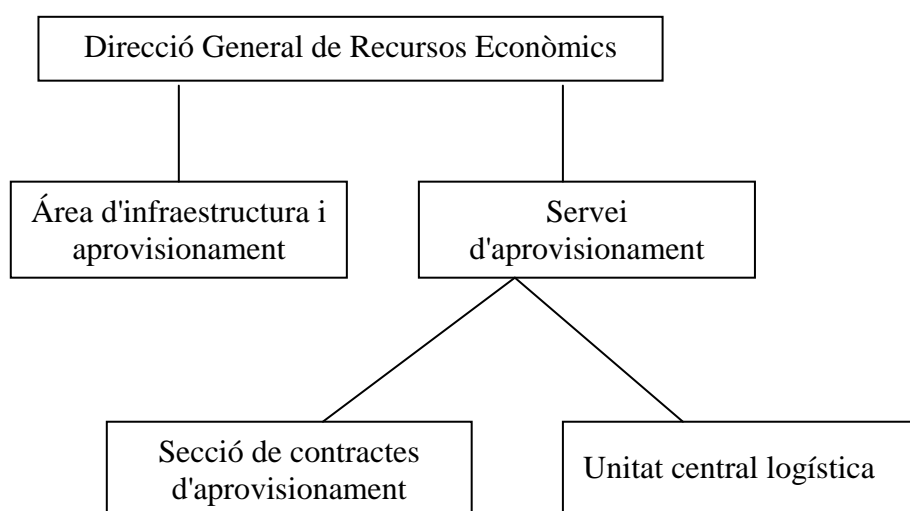 Direcció General de Recursos Econòmics
Área d'infraestructura i
aprovisionament
Servei
d'aprovisionament
Secció de contractes
d'aprovisionament
Unitat central logística